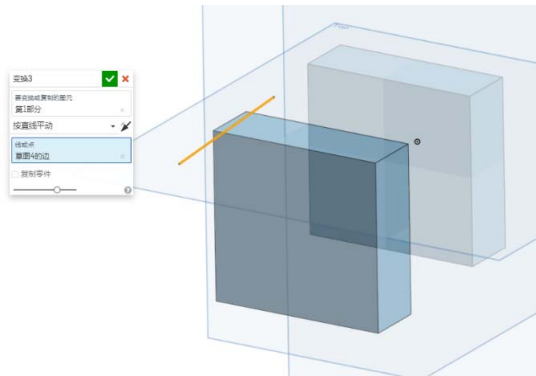 变换3
要变换或复制的图元
第1部分
按直线平动
线或点
草图4的边
复制零件
Top